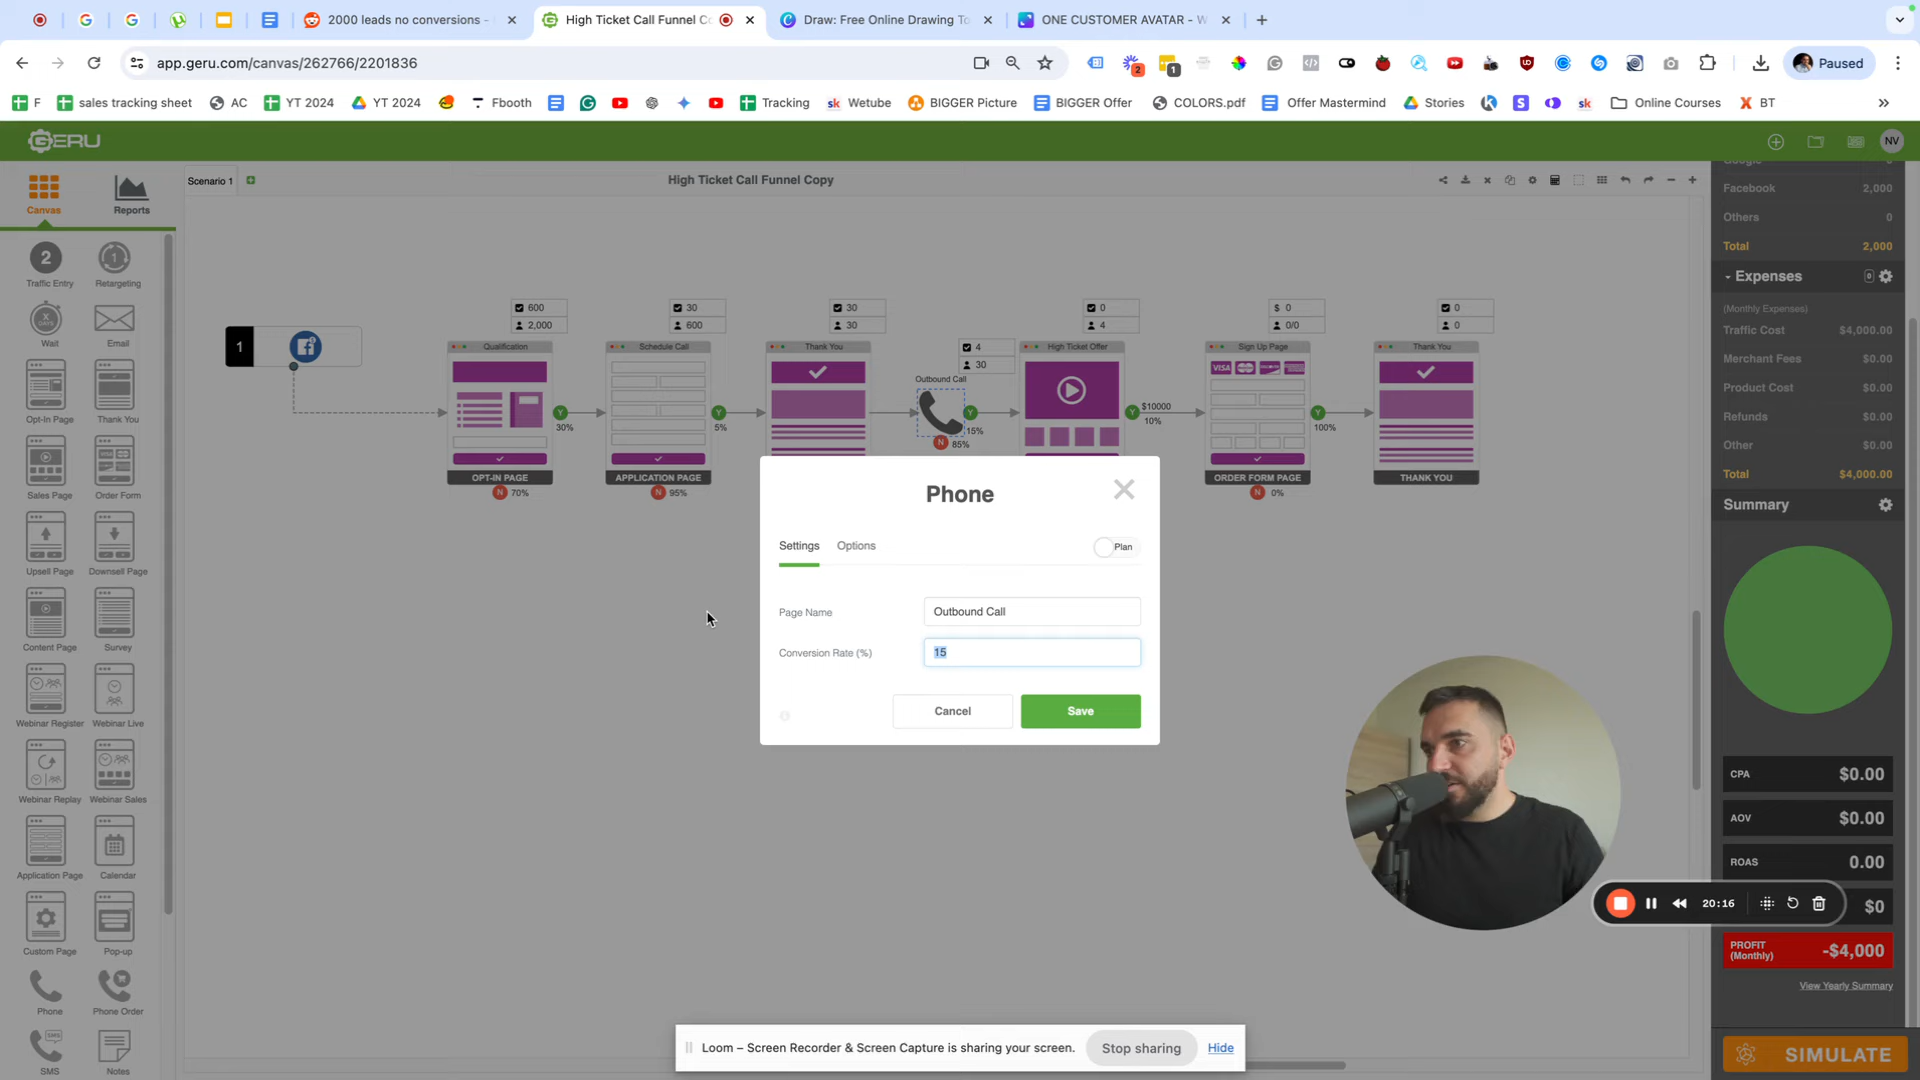 2000 leads no conversions -
High Ticket Call Funnel Co
Draw: Free Online Drawing To
ONE CUSTOMER AVATAR - W
app.geru.com/canvas/262766/2201836
2
1
Paused
F
sales tracking sheet
AC
YT 2024
YT 2024
Fbooth
Tracking
Wetube
BIGGER Picture
BIGGER Offer
COLORS.pdf
Offer Mastermind
Stories
Online Courses
BT
GERU
NV
Canvas
Reports
Scenario 1
High Ticket Call Funnel Copy
Traffic Entry
Retargeting
Wait
Email
Opt-In Page
Thank You
Sales Page
Order Form
Upsell Page
Downsell Page
Content Page
Survey
Webinar Register
Webinar Live
Webinar Replay
Webinar Sales
Application Page
Calendar
Custom Page
Pop-up
Phone
Phone Order
SMS
Notes
1
600
2,000
Qualification
Y
30%
OPT-IN PAGE
N 70%
30
600
Schedule Call
Y
5%
APPLICATION PAGE
N 95%
30
30
Thank You
4
30
Outbound Call
Y
15%
N 85%
0
4
High Ticket Offer
Y
$10000
10%
$ 0
0/0
VISA
Sign Up Page
Y
100%
ORDER FORM PAGE
N 0%
0
0
Thank You
THANK YOU
Phone
Settings
Options
Plan
Page Name
Outbound Call
Conversion Rate (%)
15
Cancel
Save
Facebook
2,000
Others
0
Total
2,000
- Expenses
0
(Monthly Expenses)
Traffic Cost
$4,000.00
Merchant Fees
$0.00
Product Cost
$0.00
Refunds
$0.00
Other
$0.00
Total
$4,000.00
Summary
CPA
$0.00
AOV
$0.00
ROAS
0.00
20:16
$0
PROFIT
(Monthly)
-$4,000
View Yearly Summary
SIMULATE
Loom – Screen Recorder & Screen Capture is sharing your screen.
Stop sharing
Hide